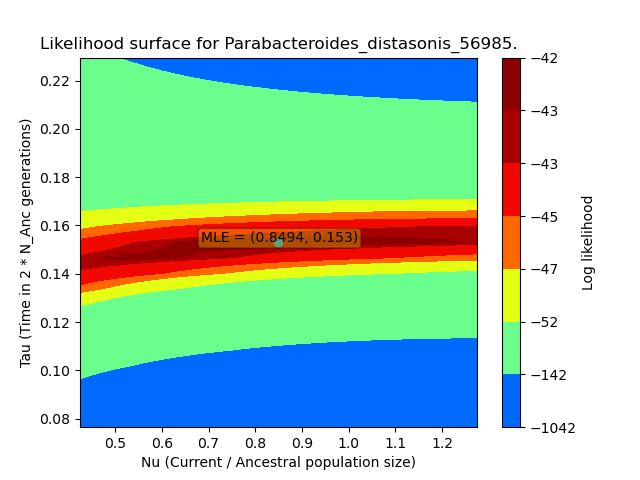 Likelihood surface for Parabacteroides_distasonis_56985.
Tau (Time in 2 * N_Anc generations)
0.22
0.20
0.18
0.16
0.14
0.12
0.10
0.08
MLE = (0.8494, 0.153)
0.5 0.6 0.7 0.8 0.9 1.0 1.1 1.2
Nu (Current / Ancestral population size)
−42
−43
−43
−45
−47
−52
−142
−1042
Log likelihood